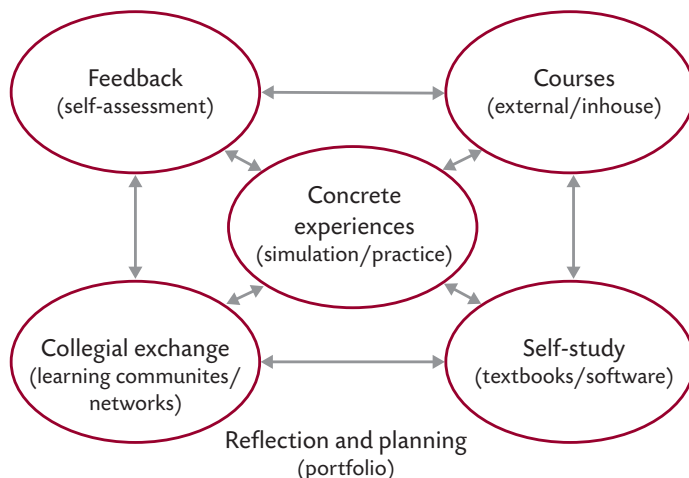 Feedback
(self-assessment)
Courses
(external/inhouse)
Concrete
experiences
(simulation/practice)
Collegial exchange
(learning communites/
networks)
Self-study
(textbooks/software)
Reflection and planning
(portfolio)